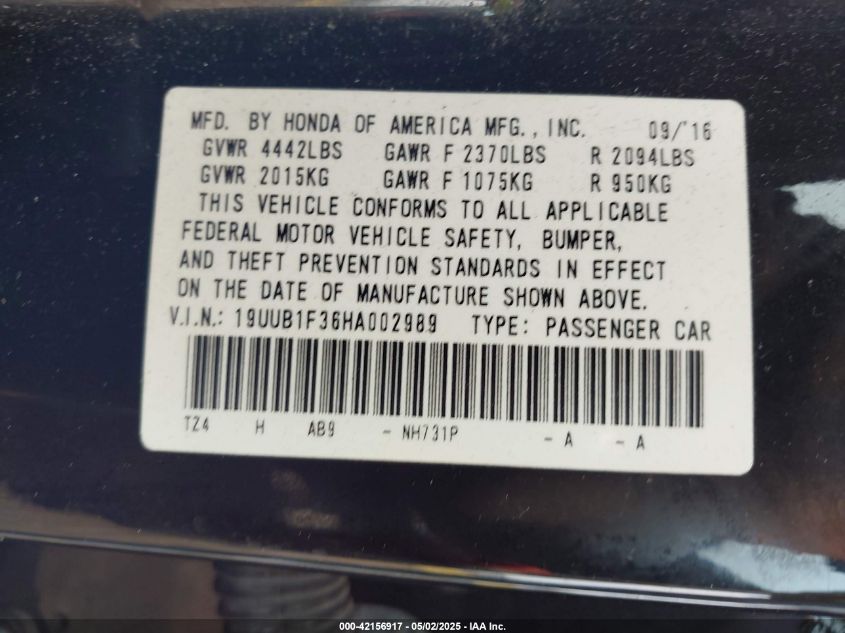 MFD. BY HONDA OF AMERICA MFG., INC. 09/'16
GVWR 4442LBS GAWR F 2370LBS R 2094LBS
GVWR 2015KG GAWR F 1075KG R 950KG
THIS VEHICLE CONFORMS TO ALL APPLICABLE
FEDERAL MOTOR VEHICLE SAFETY, BUMPER,
AND THEFT PREVENTION STANDARDS IN EFFECT
ON THE DATE OF MANUFACTURE SHOWN ABOVE.
V.I.N.: 19UUB1F36HA002989 TYPE: PASSENGER CAR
TZ4 H AB9 - NH731P - A - A
000-42156917 - 05/02/2025 - IAA Inc.